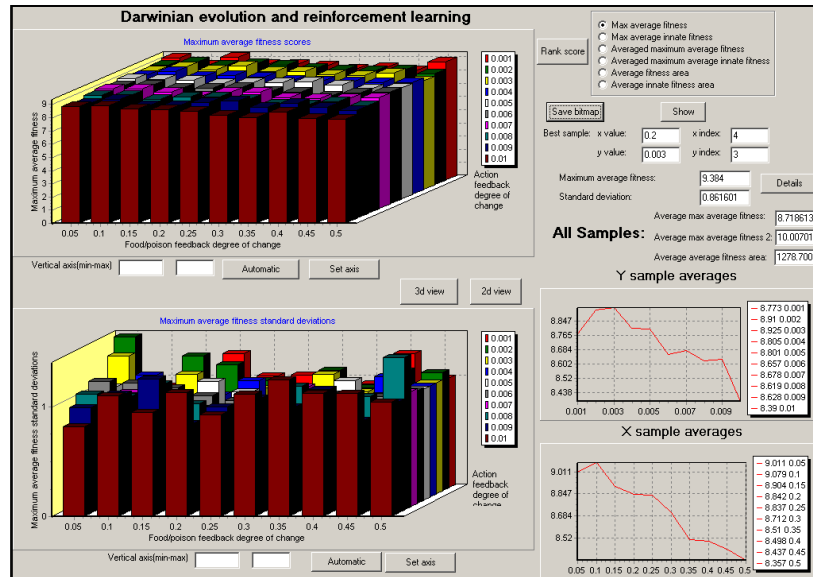 Darwinian evolution and reinforcement learning
Maximum average fitness scores
Maximum average fitness
9
8
7
6
5
4
3
2
1
0
0.05 0.1 0.15 0.2 0.25 0.3 0.35 0.4 0.45 0.5
Food/poison feedback degree of change
0.001
0.002
0.003
0.004
0.005
0.006
0.007
0.008
0.009
0.01
Action
feedback
degree of
change
Vertical axis(min-max)
Automatic
Set axis
3d view
2d view
Maximum average fitness standard deviations
Maximum average fitness standard deviations
1
0
0.05 0.1 0.15 0.2 0.25 0.3 0.35 0.4 0.45 0.5
Food/poison feedback degree of change
0.001
0.002
0.003
0.004
0.005
0.006
0.007
0.008
0.009
0.01
Action
feedback
degree of
Vertical axis(min-max)
Automatic
Set axis
Rank score
Max average fitness
Max average innate fitness
Averaged maximum average fitness
Averaged maximum average innate fitness
Average fitness area
Average innate fitness area
Save bitmap
Show
Best sample: x value: 0.2 x index: 4
y value: 0.003 y index: 3
Maximum average fitness: 9.384
Standard deviation: 0.861601
Details
All Samples:
Average max average fitness: 8.718613
Average max average fitness 2: 10.00701
Average average fitness area: 1278.700
Y sample averages
8.847
8.765
8.684
8.602
8.52
8.438
0.001 0.003 0.005 0.007 0.009
8.773 0.001
8.91 0.002
8.925 0.003
8.805 0.004
8.801 0.005
8.657 0.006
8.678 0.007
8.619 0.008
8.628 0.009
8.39 0.01
X sample averages
9.011
8.847
8.684
8.52
0.05 0.1 0.15 0.2 0.25 0.3 0.35 0.4 0.45 0.5
9.011 0.05
9.079 0.1
8.904 0.15
8.842 0.2
8.837 0.25
8.712 0.3
8.51 0.35
8.498 0.4
8.437 0.45
8.357 0.5